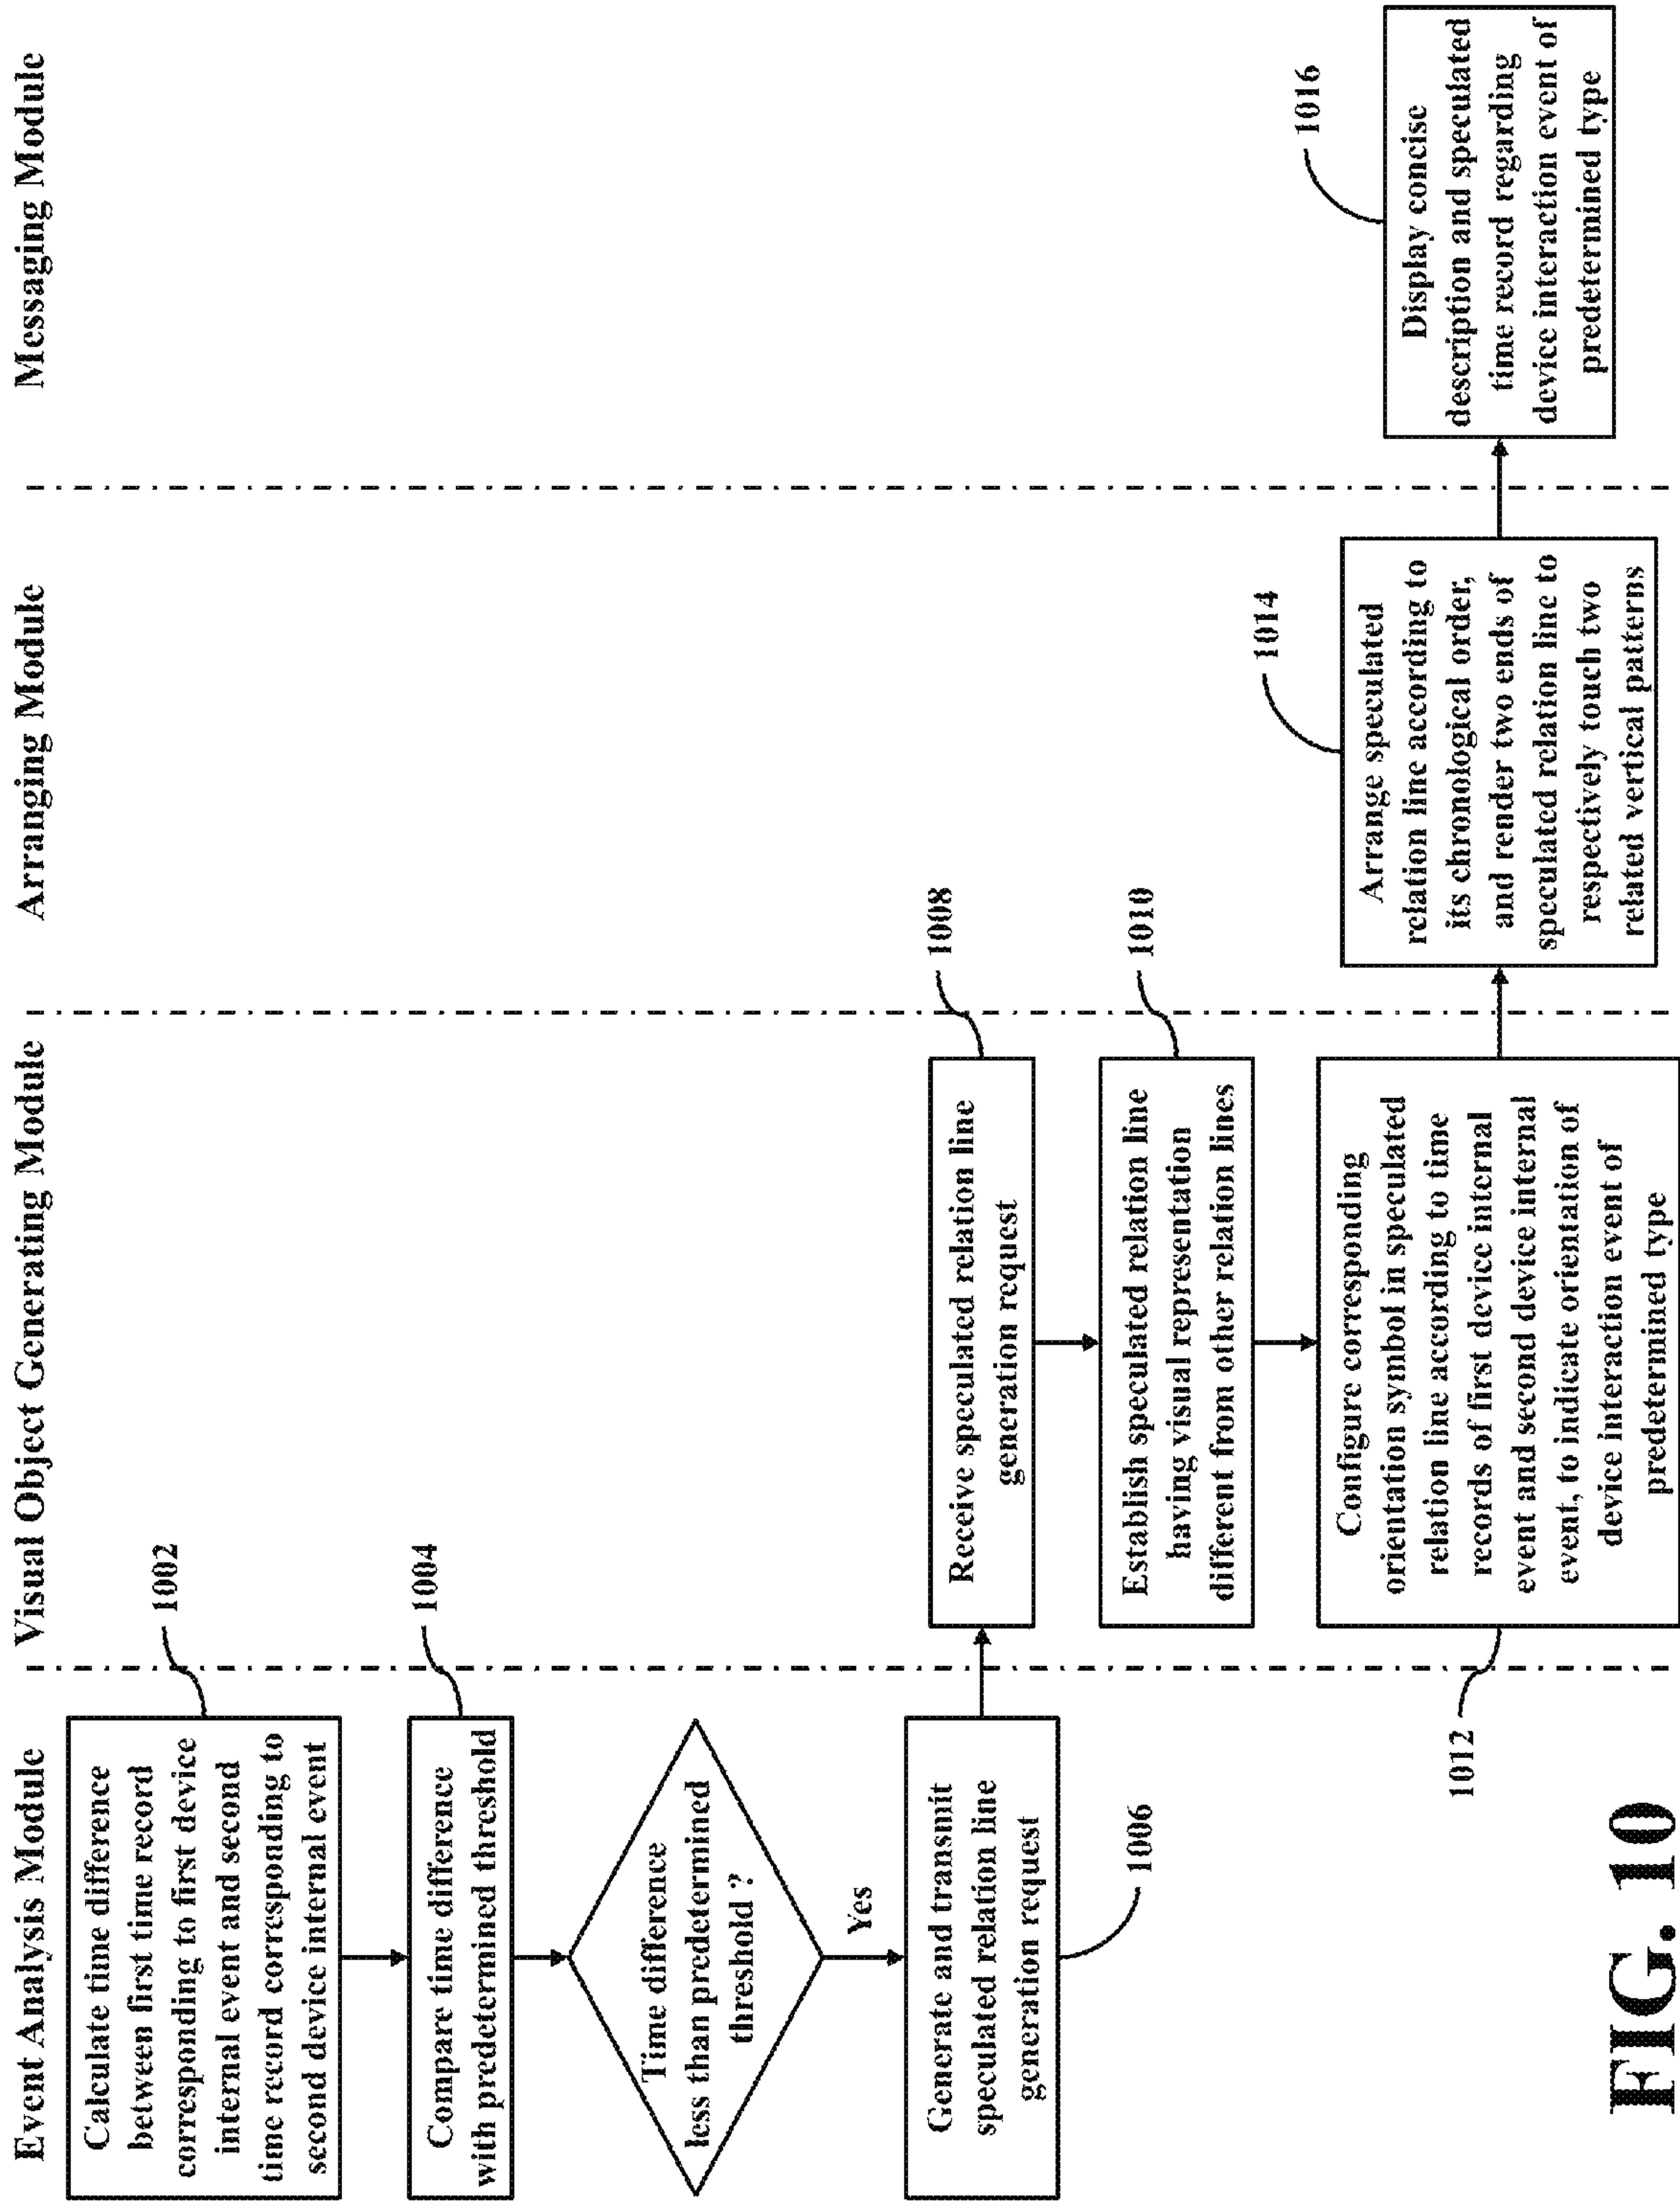 Event Analysis Module
Visual Object Generating Module
Arranging Module
Messaging Module
Calculate time difference
between first time record
corresponding to first device
internal event and second
time record corresponding to
second device internal event
1002
Compare time difference
with predetermined threshold
1004
Time difference
less than predetermined
threshold ?
Yes
Generate and transmit
speculated relation line
generation request
1006
Receive speculated relation line
generation request
1008
Establish speculated relation line
having visual representation
different from other relation lines
1010
Configure corresponding
orientation symbol in speculated
relation line according to time
records of first device internal
event and second device internal
event, to indicate orientation of
device interaction event of
predetermined type
1012
Arrange speculated
relation line according to
its chronological order,
and render two ends of
speculated relation line to
respectively touch two
related vertical patterns
1014
Display concise
description and speculated
time record regarding
device interaction event of
predetermined type
1016
FIG. 10